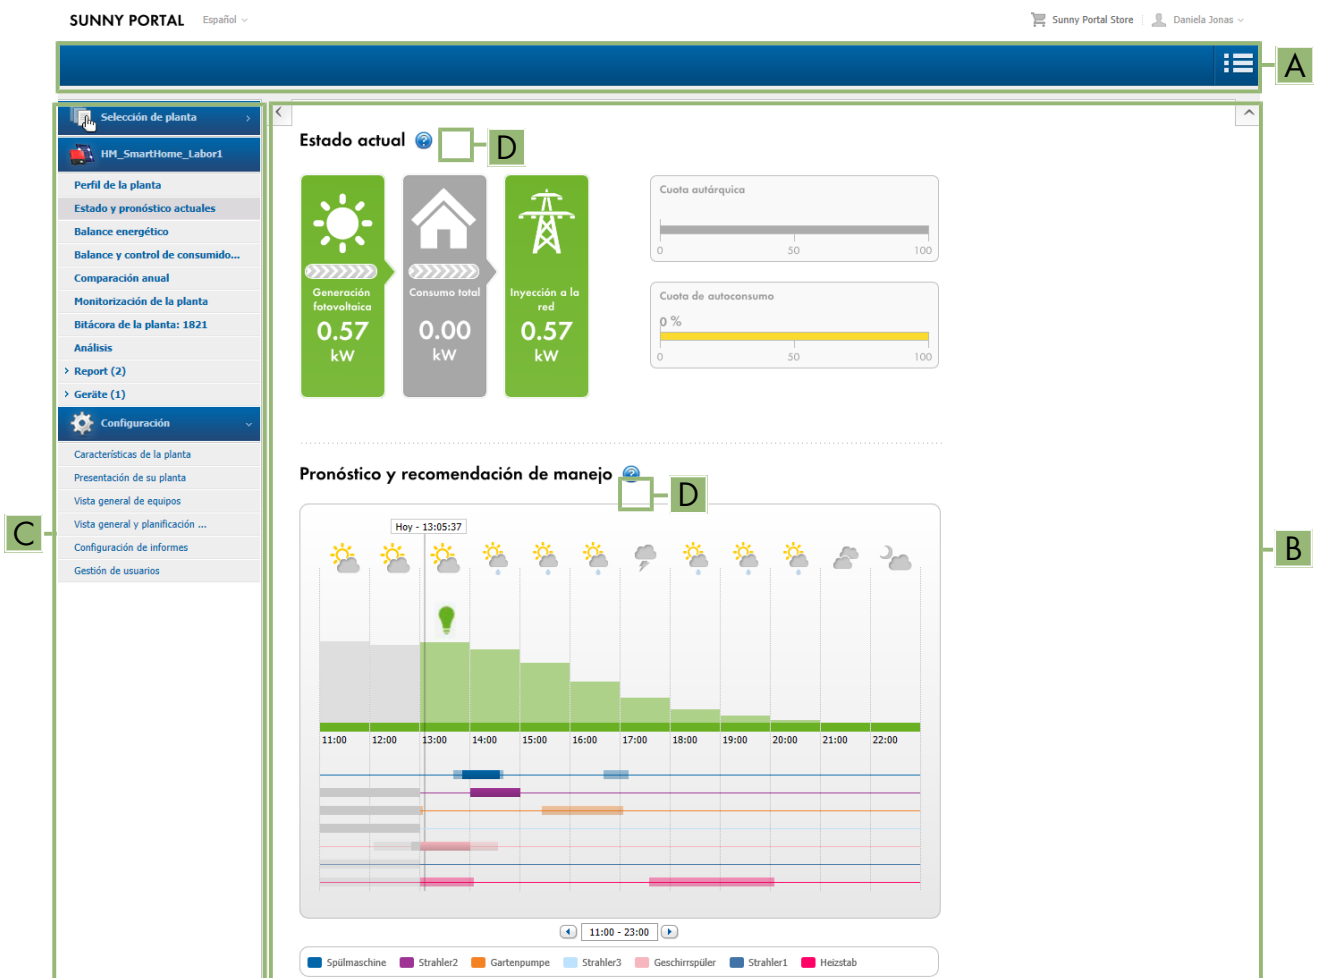 SUNNY PORTAL Español
Sunny Portal Store Daniela Jonas
A
Selección de planta
HM_SmartHome_Labor1
Perfil de la planta
Estado y pronóstico actuales
Balance energético
Balance y control de consumido...
Comparación anual
Monitorización de la planta
Bitácora de la planta: 1821
Análisis
Report (2)
Geräte (1)
Configuración
Características de la planta
Presentación de su planta
Vista general de equipos
Vista general y planificación ...
Configuración de informes
Gestión de usuarios
C
Estado actual ?
D
Generación fotovoltaica
0.57
kW
Consumo total
0.00
kW
Inyección a la red
0.57
kW
Cuota autárquica
0 50 100
Cuota de autoconsumo
0 %
0 50 100
Pronóstico y recomendación de manejo ?
D
B
Hoy - 13:05:37
11:00 12:00 13:00 14:00 15:00 16:00 17:00 18:00 19:00 20:00 21:00 22:00
11:00 - 23:00
Spülmaschine Strahler2 Gartenpumpe Strahler3 Geschirrspüler Strahler1 Heizstab